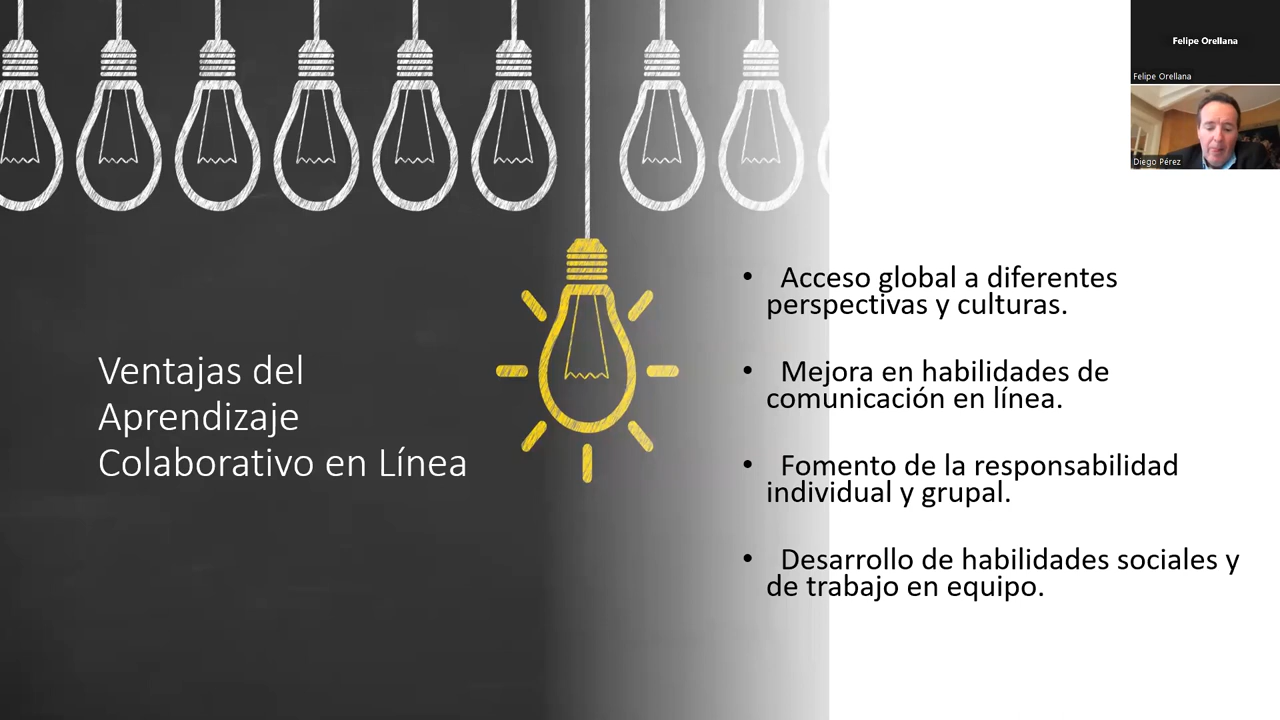 Felipe Orellana
Felipe Orellana
Diego Pérez
Ventajas del
Aprendizaje
Colaborativo en Línea
• Acceso global a diferentes
perspectivas y culturas.
• Mejora en habilidades de
comunicación en línea.
• Fomento de la responsabilidad
individual y grupal.
• Desarrollo de habilidades sociales y
de trabajo en equipo.